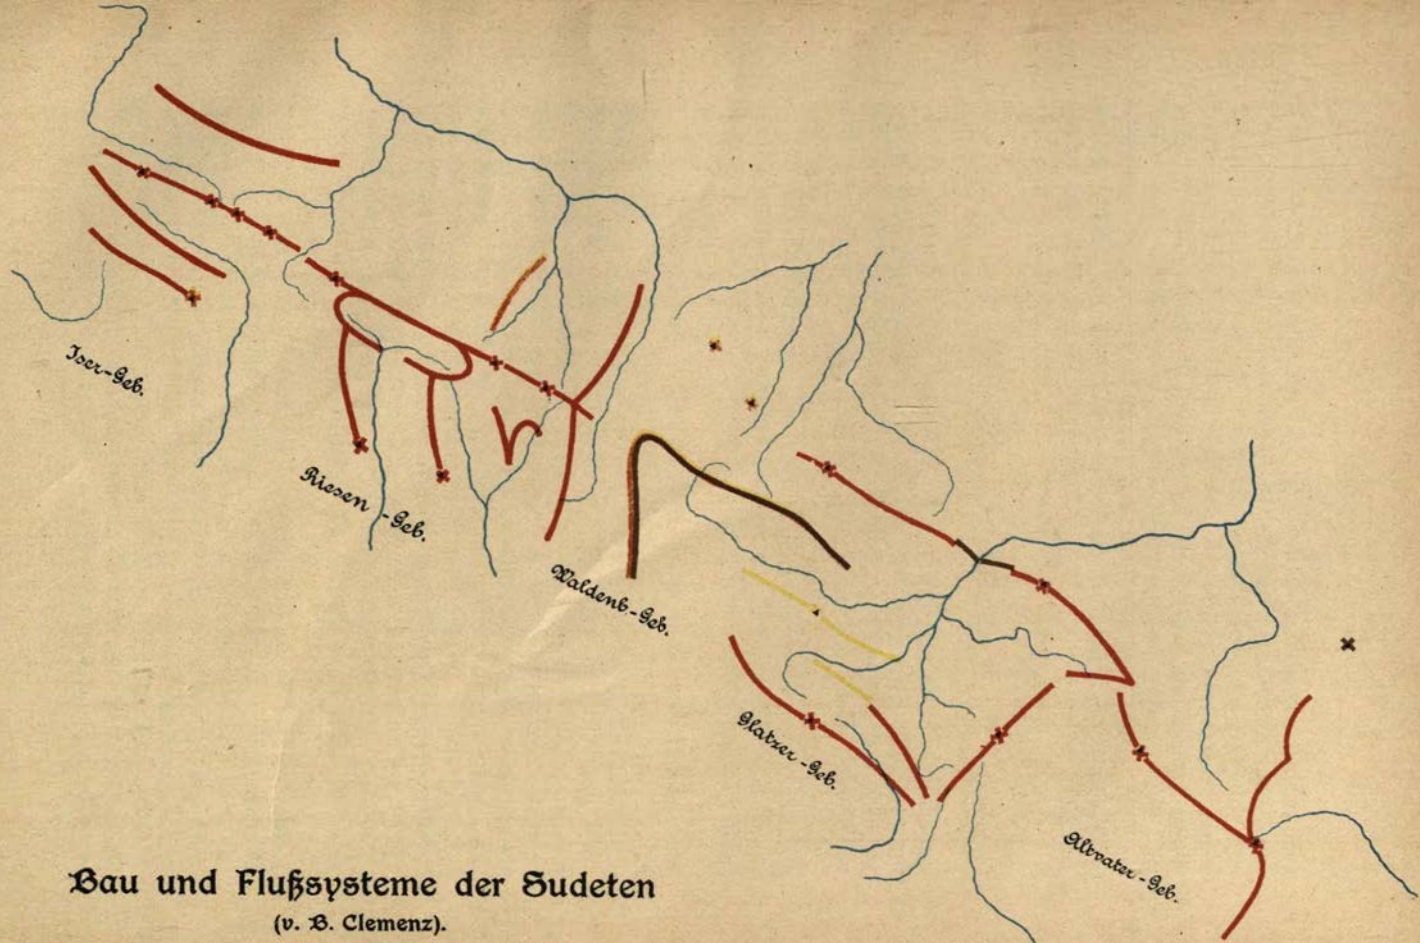 Iser-Geb.
Riesen-Geb.
Waldenb-Geb.
Glatzer-Geb.
Altvater-Geb.
Bau und Flußsysteme der Sudeten
(v. B. Clemenz).